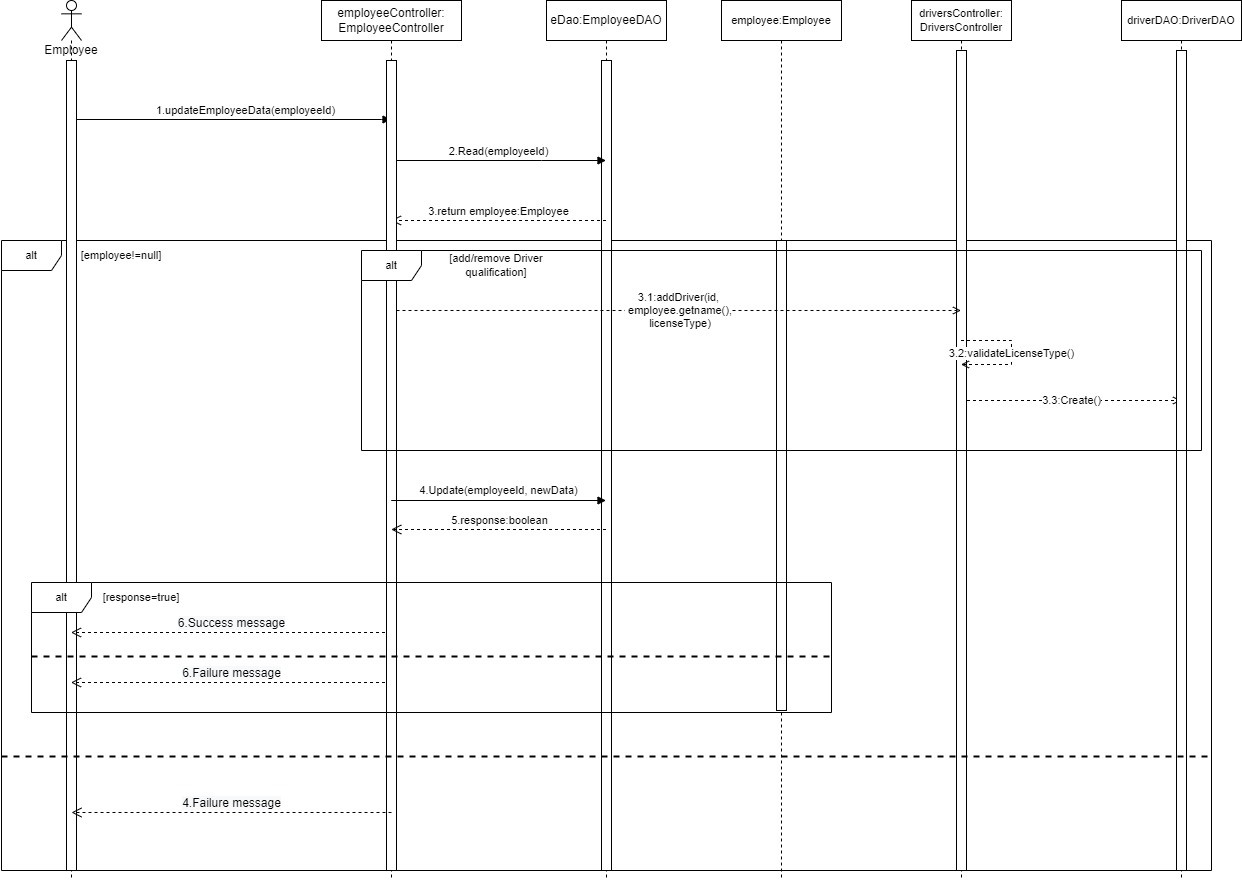 employeeController:
EmployeeController
eDao:EmployeeDAO
employee:Employee
driversController:
DriversController
driverDAO:DriverDAO
Employee
1.updateEmployeeData(employeeId)
2.Read(employeeId)
3.return employee:Employee
alt
[employee!=null]
alt
[add/remove Driver
qualification]
3.1:addDriver(id,
employee.getname(),
licenseType)
3.2:validateLicenseType()
3.3:Create()
4.Update(employeeId, newData)
5.response:boolean
alt
[response=true]
6.Success message
6.Failure message
4.Failure message